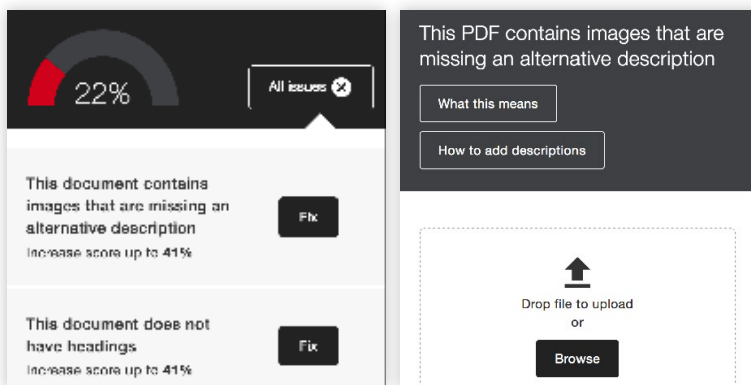 22%
All issues
This document contains
images that are missing an
alternative description
Increase score up to 41%
Fix
This document does not
have headings
Increase score up to 41%
Fix
This PDF contains images that are
missing an alternative description
What this means
How to add descriptions
Drop file to upload
or
Browse